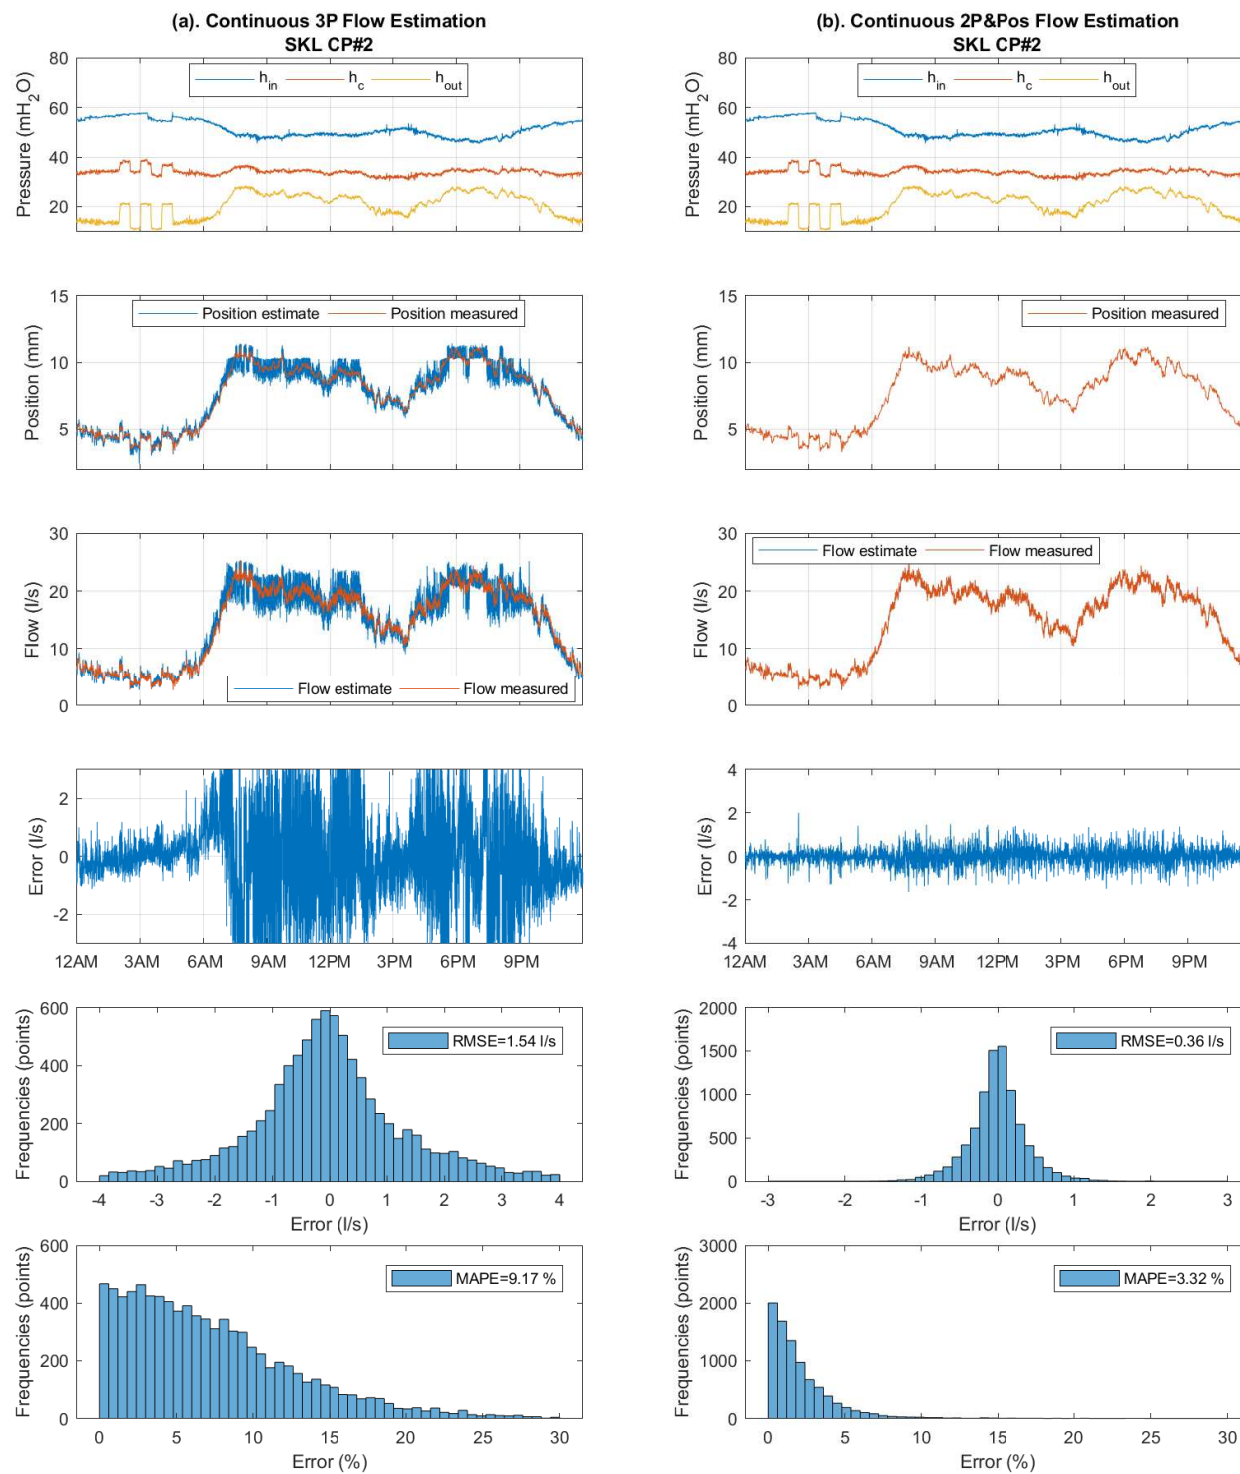 (a). Continuous 3P Flow Estimation
SKL CP#2
80
60
40
20
Pressure (mH2O)
hin hc hout
15
10
5
Position (mm)
Position estimate Position measured
30
20
10
0
Flow (l/s)
Flow estimate Flow measured
2
0
-2
Error (l/s)
12AM 3AM 6AM 9AM 12PM 3PM 6PM 9PM
600
400
200
0
Frequencies (points)
RMSE=1.54 l/s
-4 -3 -2 -1 0 1 2 3 4
Error (l/s)
600
400
200
0
Frequencies (points)
MAPE=9.17 %
0 5 10 15 20 25 30
Error (%)
(b). Continuous 2P&Pos Flow Estimation
SKL CP#2
80
60
40
20
Pressure (mH2O)
hin hc hout
15
10
5
Position (mm)
Position measured
30
20
10
0
Flow (l/s)
Flow estimate Flow measured
4
2
0
-2
-4
Error (l/s)
12AM 3AM 6AM 9AM 12PM 3PM 6PM 9PM
2000
1500
1000
500
0
Frequencies (points)
RMSE=0.36 l/s
-3 -2 -1 0 1 2 3
Error (l/s)
3000
2000
1000
0
Frequencies (points)
MAPE=3.32 %
0 5 10 15 20 25 30
Error (%)